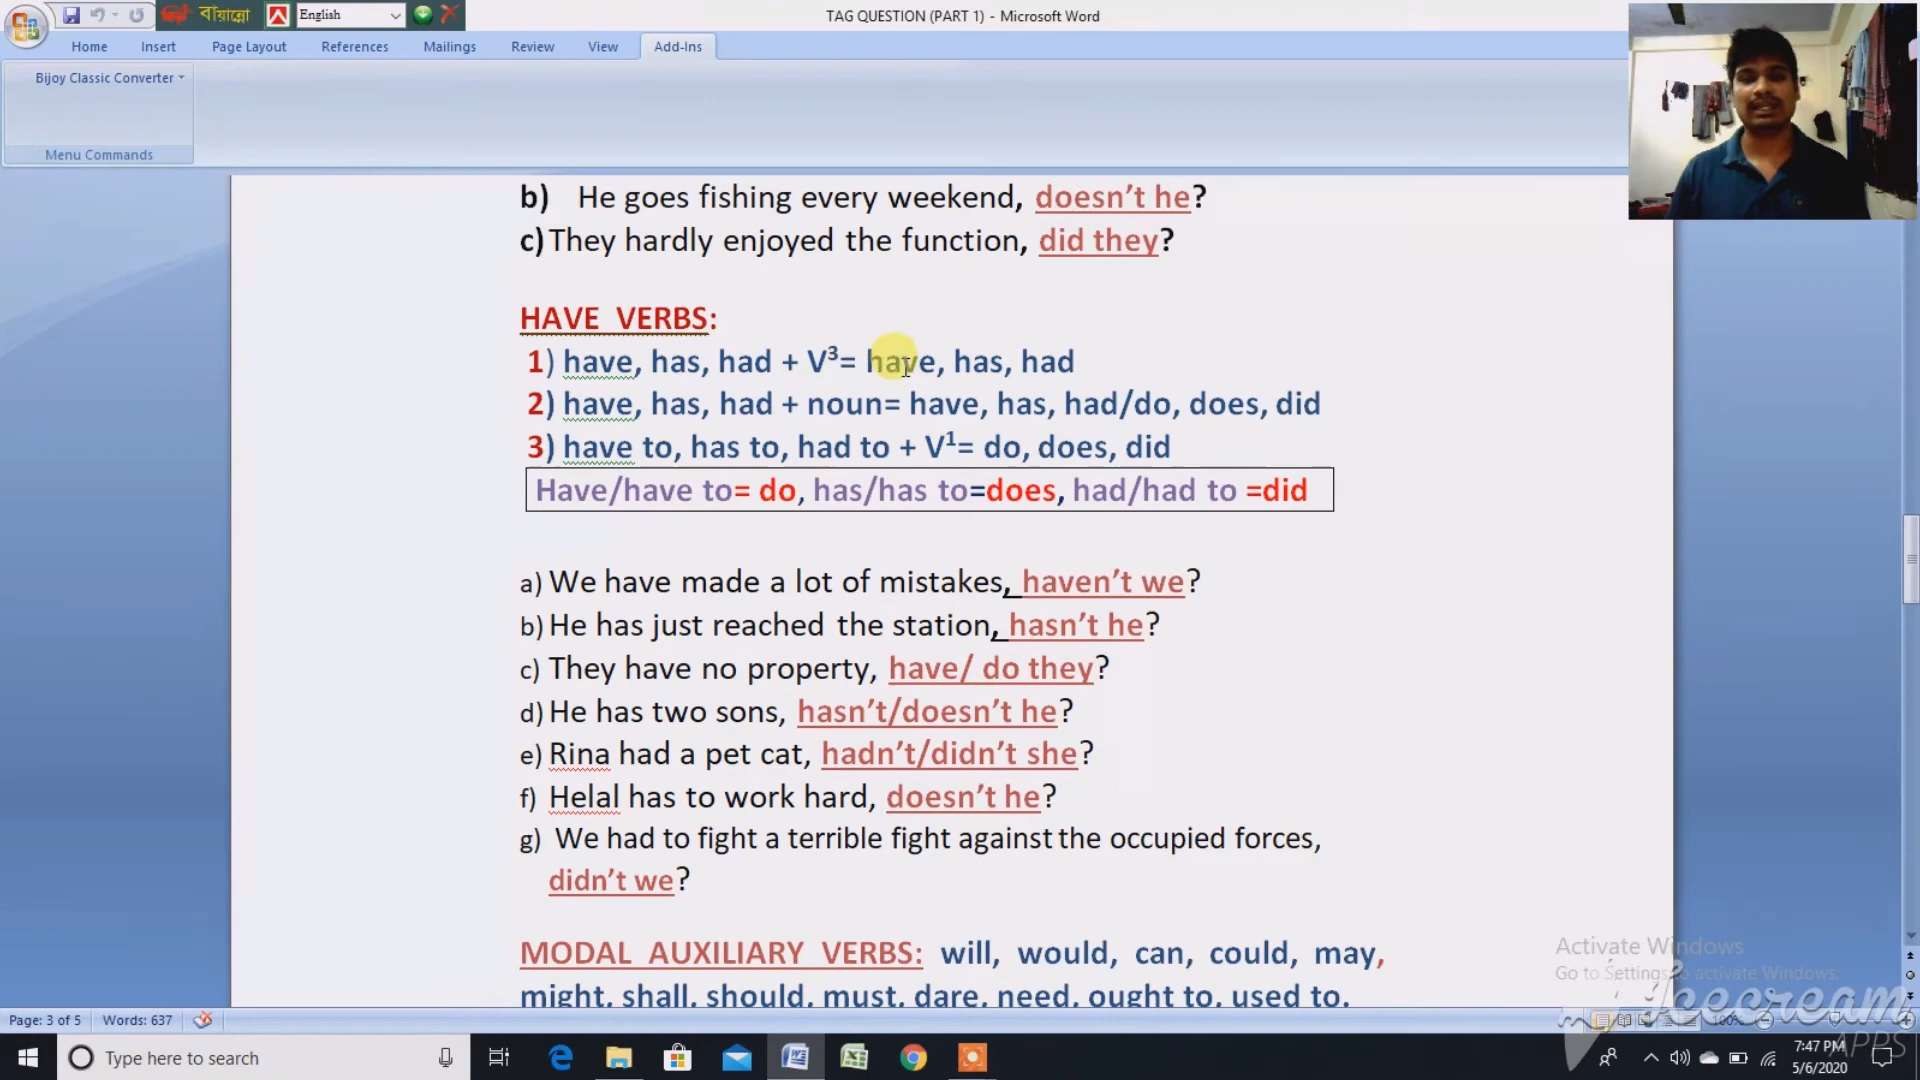 TAG QUESTION (PART 1) - Microsoft Word
বায়ান্নো
English
Home Insert Page Layout References Mailings Review View Add-Ins
Bijoy Classic Converter
Menu Commands
b) He goes fishing every weekend, doesn't he?
c) They hardly enjoyed the function, did they?
HAVE VERBS:
1) have, has, had + V³= have, has, had
2) have, has, had + noun= have, has, had/do, does, did
3) have to, has to, had to + V¹= do, does, did
Have/have to= do, has/has to=does, had/had to =did
a) We have made a lot of mistakes, haven't we?
b) He has just reached the station, hasn't he?
c) They have no property, have/ do they?
d) He has two sons, hasn't/doesn't he?
e) Rina had a pet cat, hadn't/didn't she?
f) Helal has to work hard, doesn't he?
g) We had to fight a terrible fight against the occupied forces,
didn't we?
MODAL AUXILIARY VERBS: will, would, can, could, may,
might, shall, should, must, dare, need, ought to, used to.
Activate Windows
Go to Settings to activate Windows.
Icecream
APPS
Page: 3 of 5 Words: 637 100%
Type here to search
7:47 PM
5/6/2020